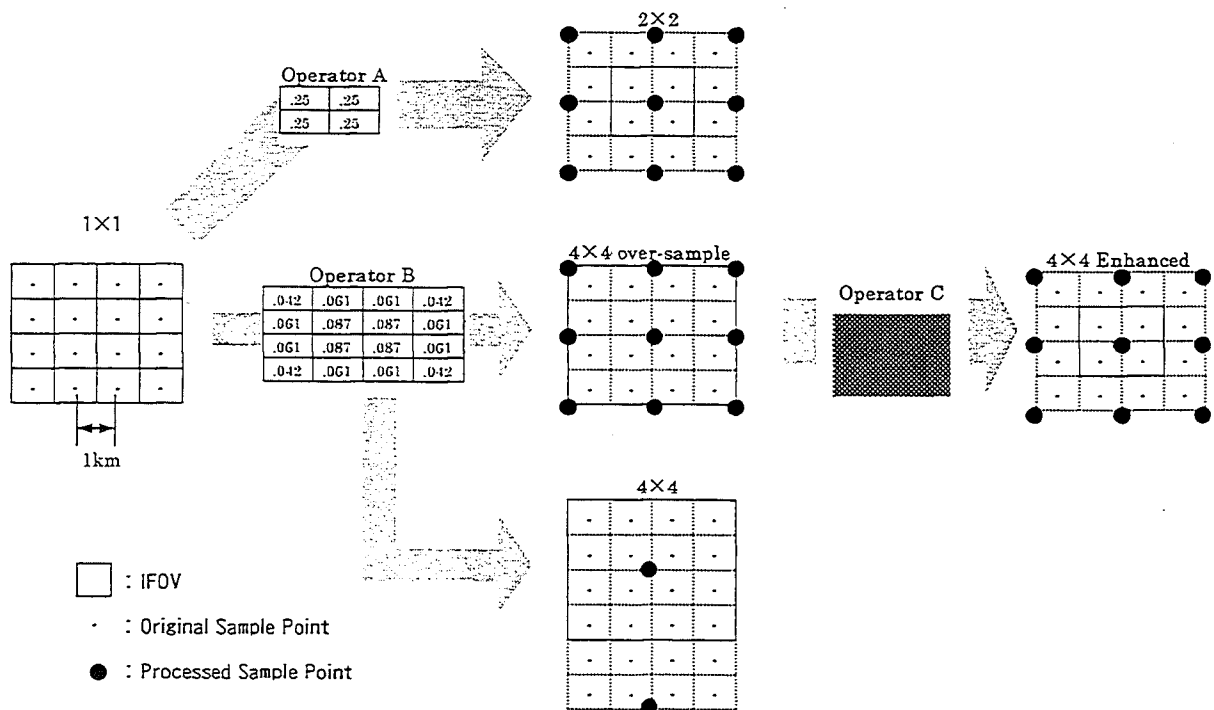 2×2
Operator A
.25 .25
.25 .25
1×1
1km
Operator B
.042 .061 .061 .042
.061 .087 .087 .061
.061 .087 .087 .061
.042 .061 .061 .042
4×4 over-sample
Operator C
4×4 Enhanced
4×4
: IFOV
: Original Sample Point
: Processed Sample Point